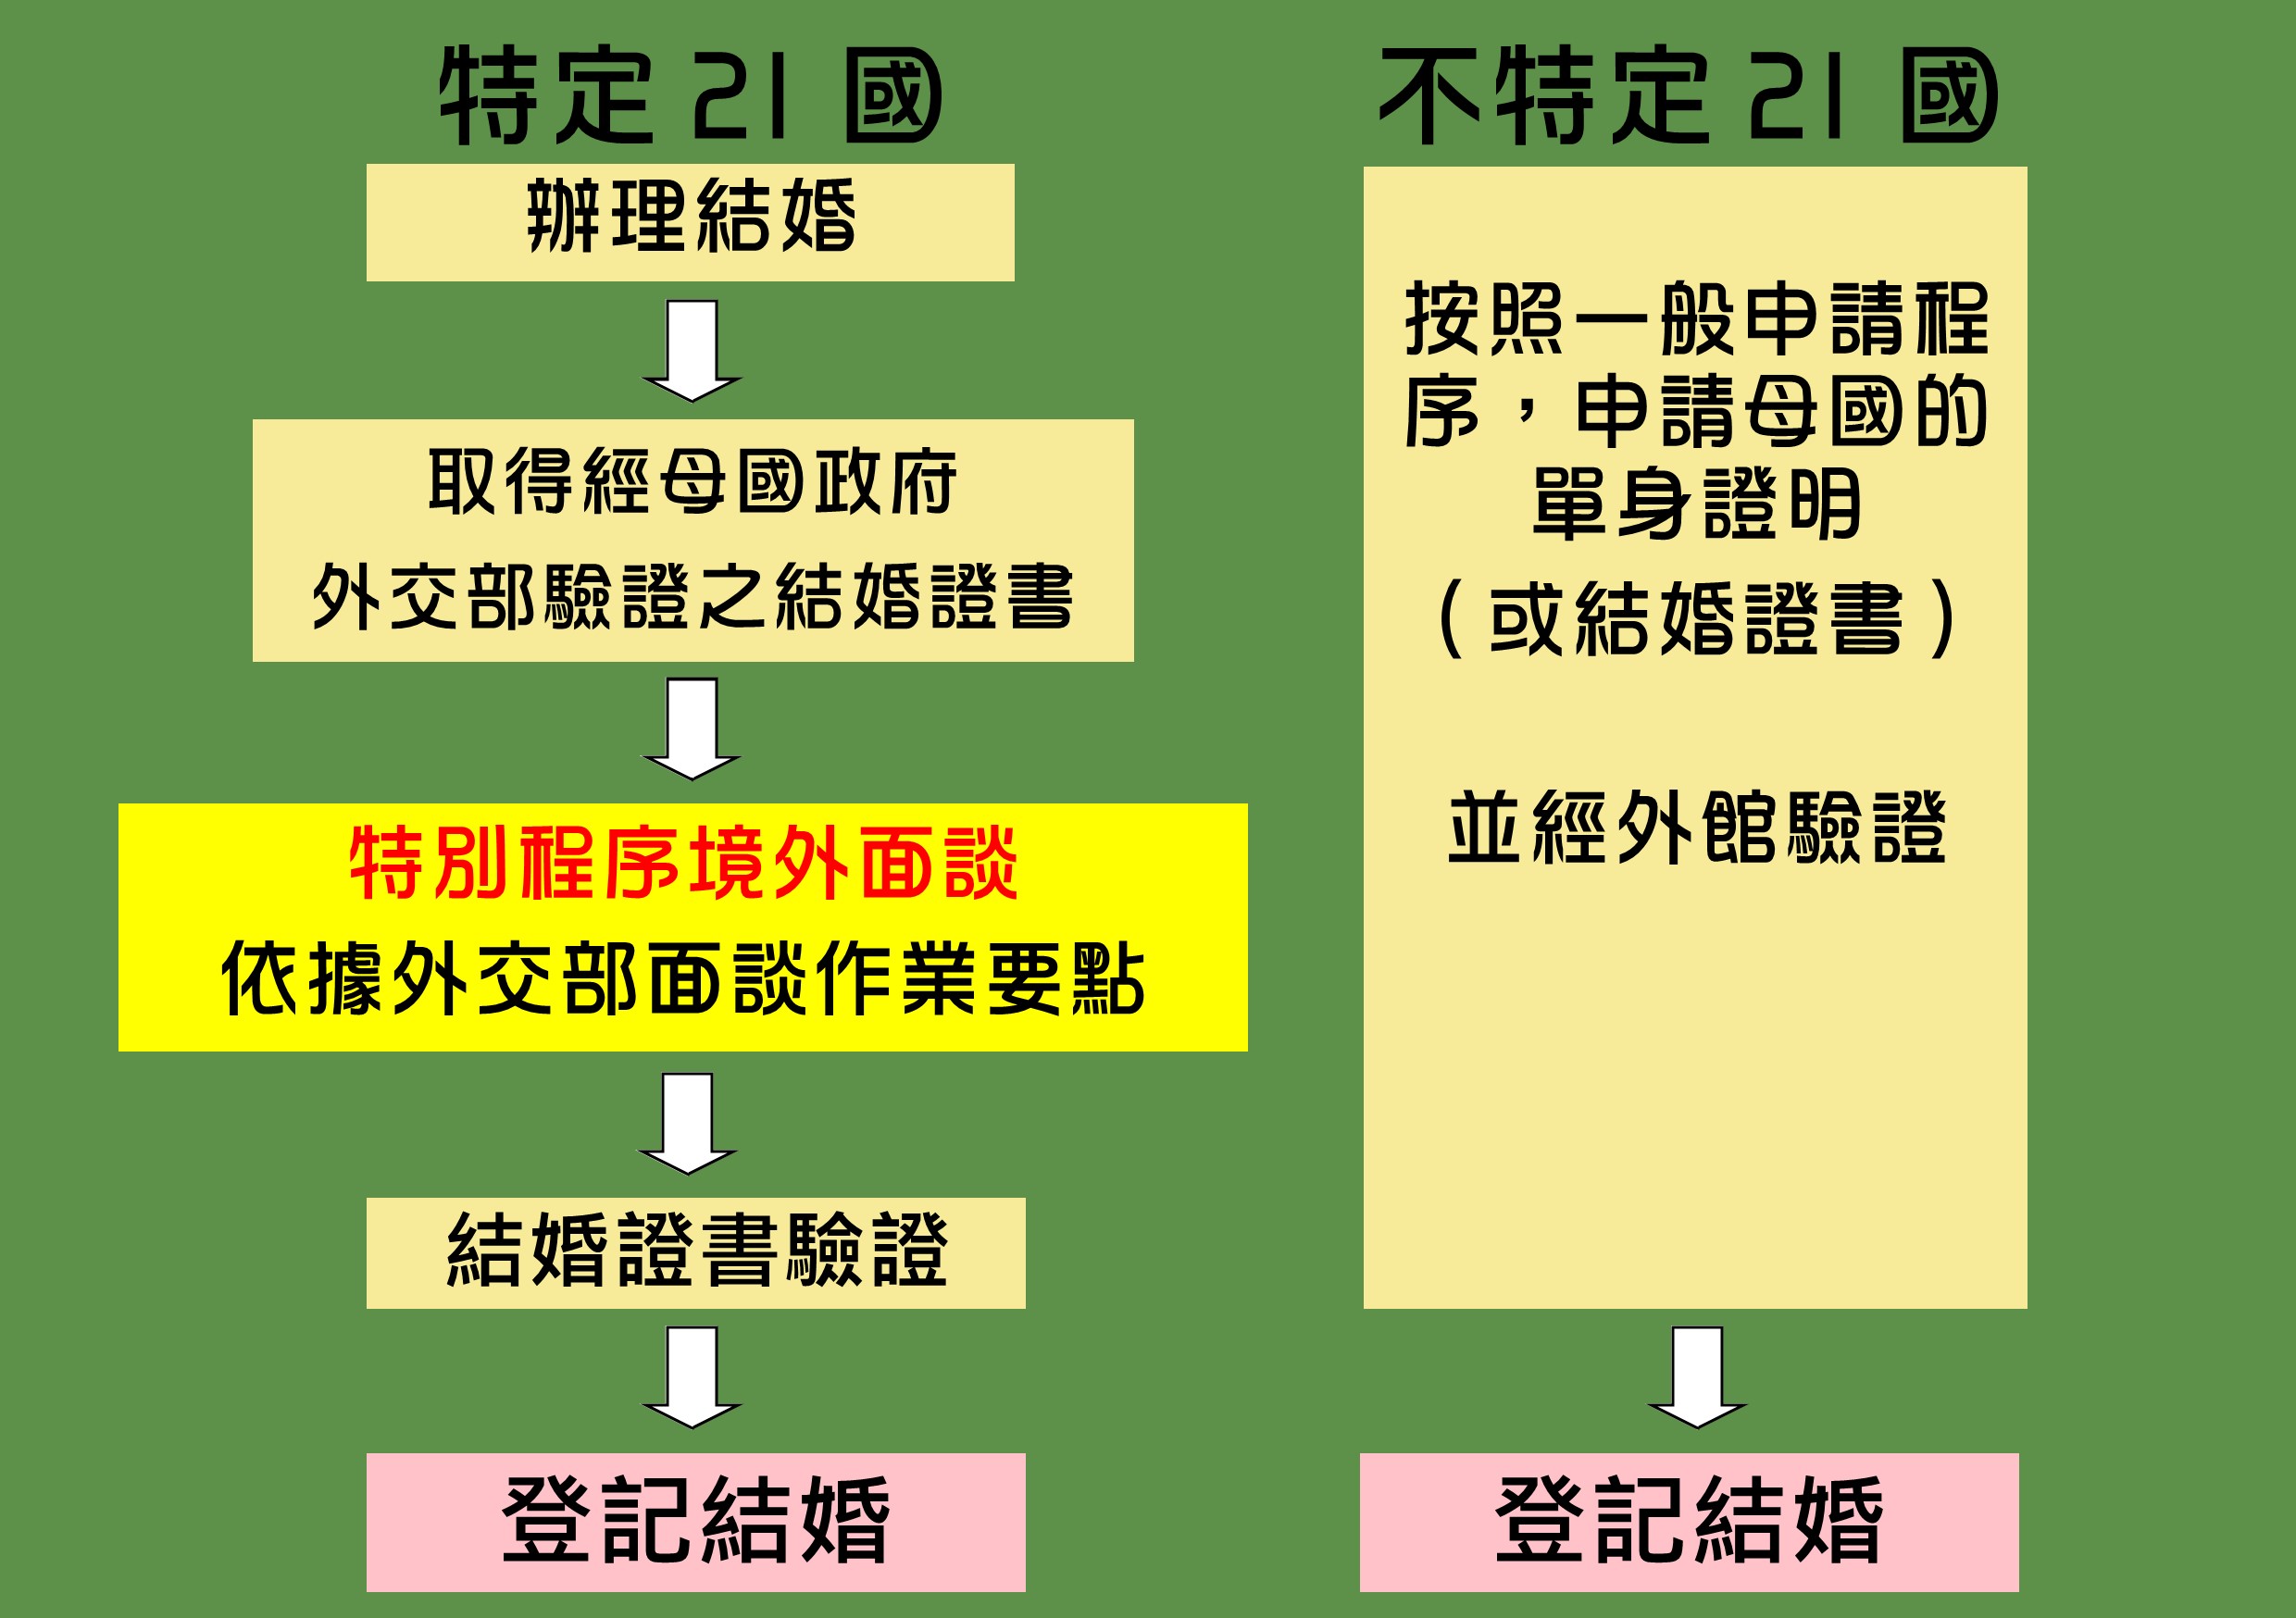 特定 21 國
辦理結婚
取得經母國政府
外交部驗證之結婚證書
特別程序境外面談
依據外交部面談作業要點
結婚證書驗證
登記結婚
不特定 21 國
按照一般申請程
序，申請母國的
單身證明
（或結婚證書）
並經外館驗證
登記結婚